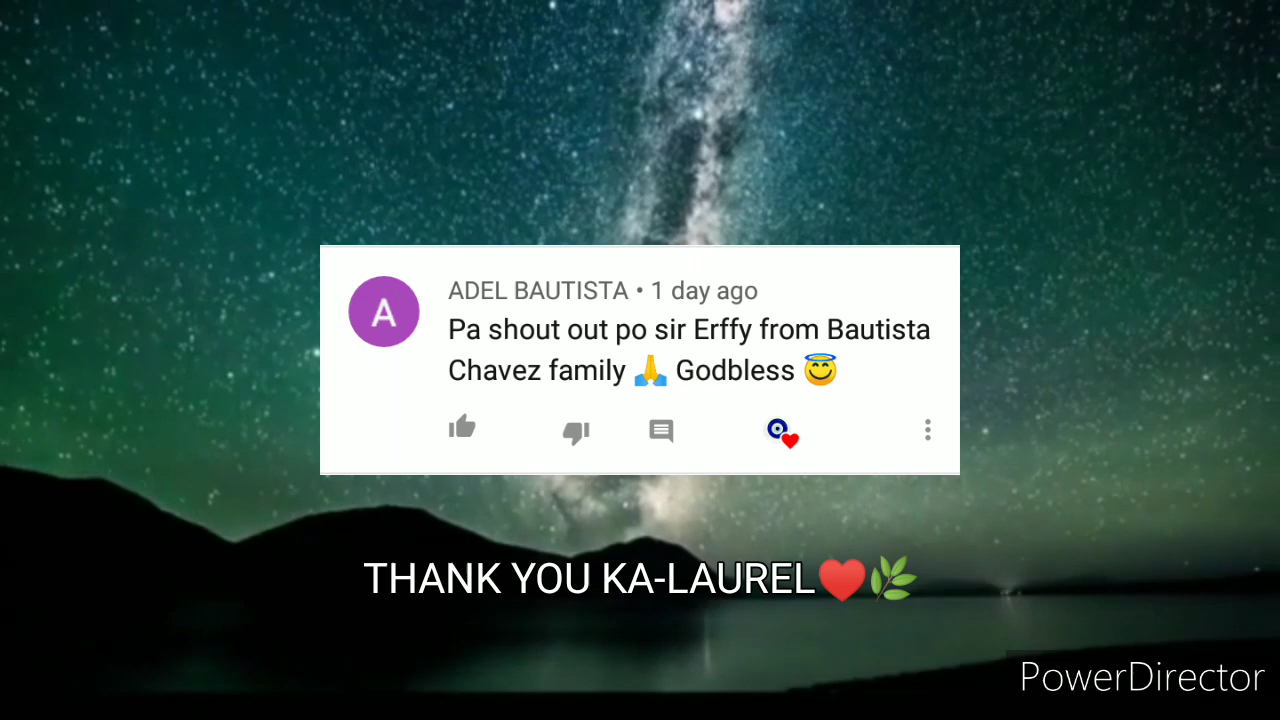 A
ADEL BAUTISTA • 1 day ago
Pa shout out po sir Erffy from Bautista
Chavez family 🙏 Godbless 😇
THANK YOU KA-LAUREL❤️🌿
PowerDirector